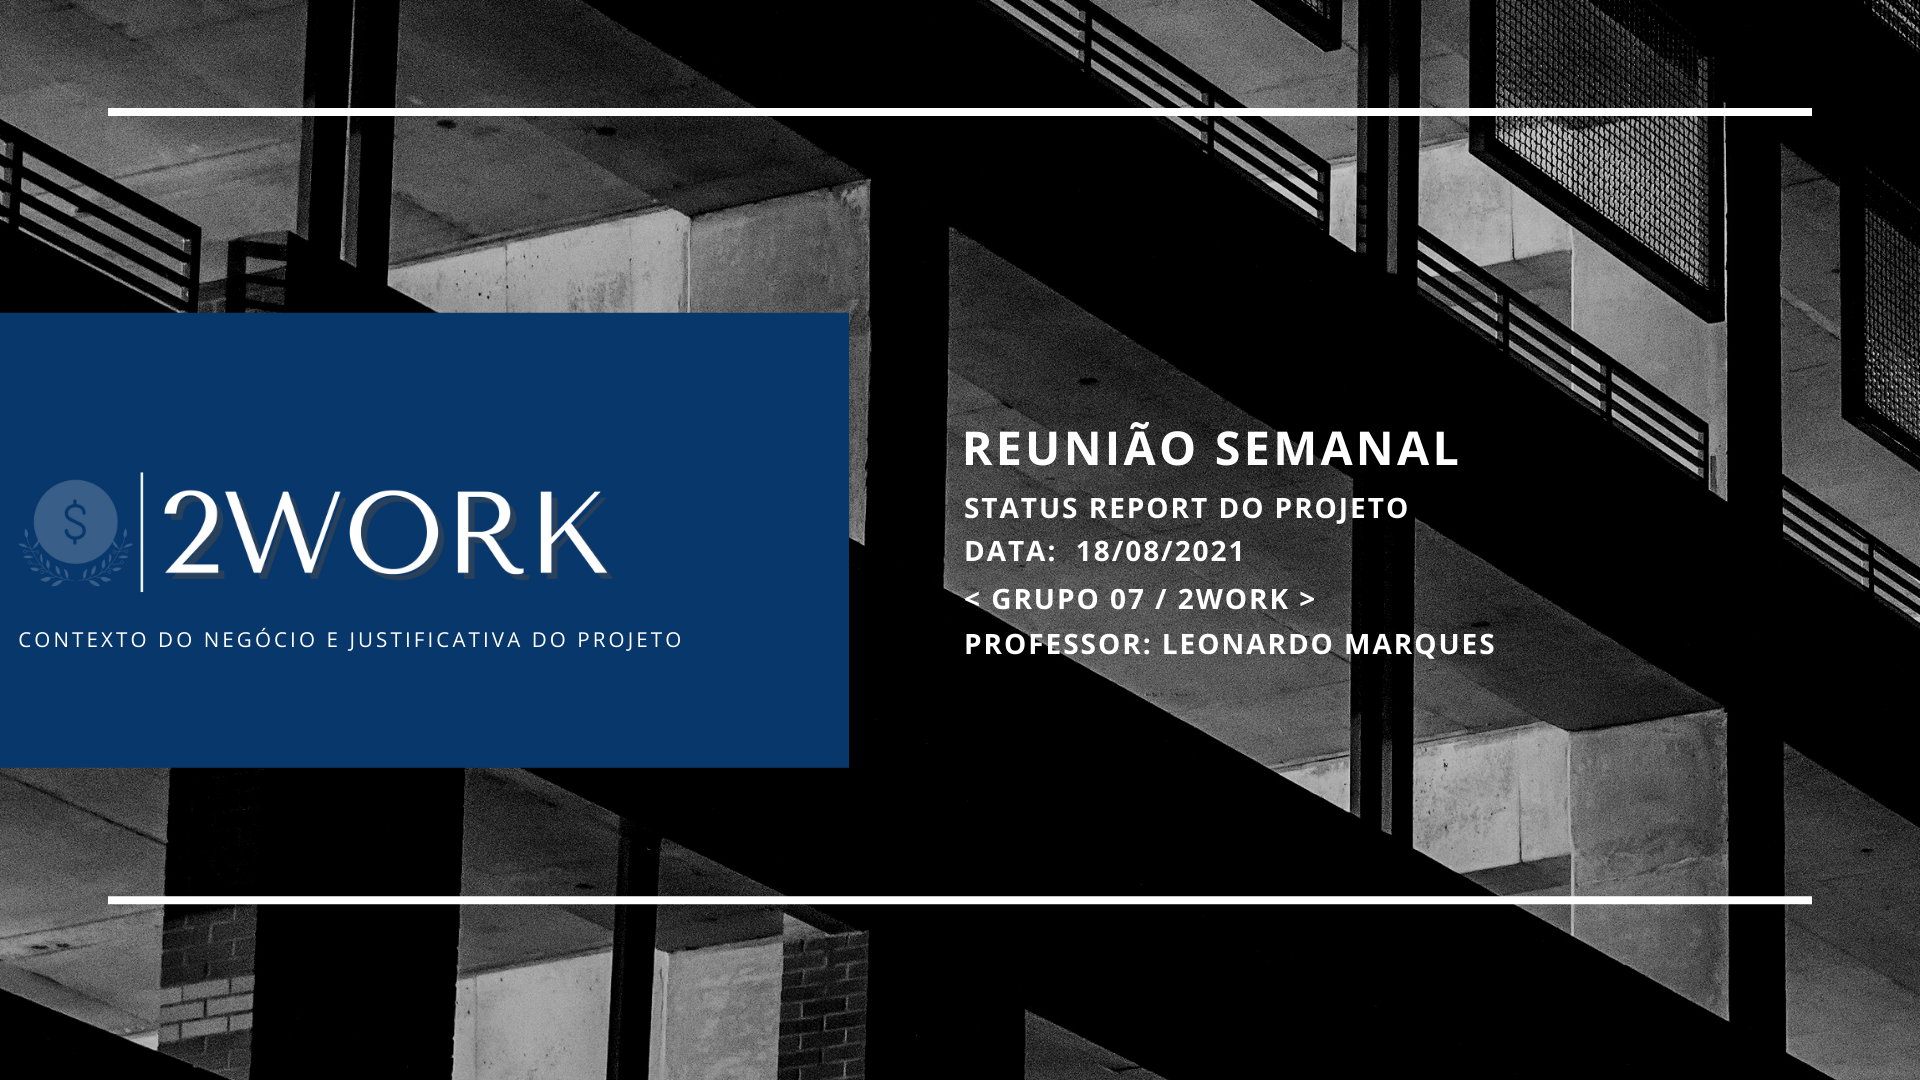 $
2WORK
CONTEXTO DO NEGÓCIO E JUSTIFICATIVA DO PROJETO
REUNIÃO SEMANAL
STATUS REPORT DO PROJETO
DATA:  18/08/2021
< GRUPO 07 / 2WORK >
PROFESSOR: LEONARDO MARQUES